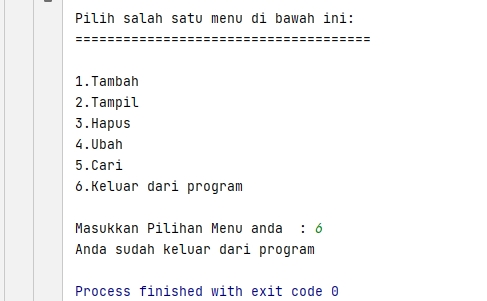 Pilih salah satu menu di bawah ini:
=====================================
1.Tambah
2.Tampil
3.Hapus
4.Ubah
5.Cari
6.Keluar dari program
Masukkan Pilihan Menu anda  : 6
Anda sudah keluar dari program
Process finished with exit code 0